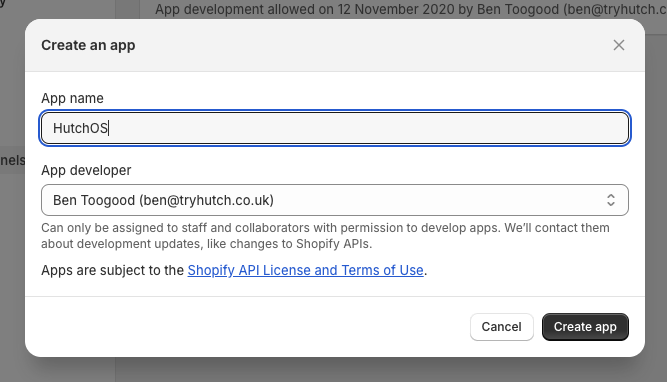 App development allowed on 12 November 2020 by Ben Toogood (ben@tryhutch.c
Create an app
App name
HutchOS
nels
App developer
Ben Toogood (ben@tryhutch.co.uk)
Can only be assigned to staff and collaborators with permission to develop apps. We’ll contact them
about development updates, like changes to Shopify APIs.
Apps are subject to the Shopify API License and Terms of Use.
Cancel
Create app